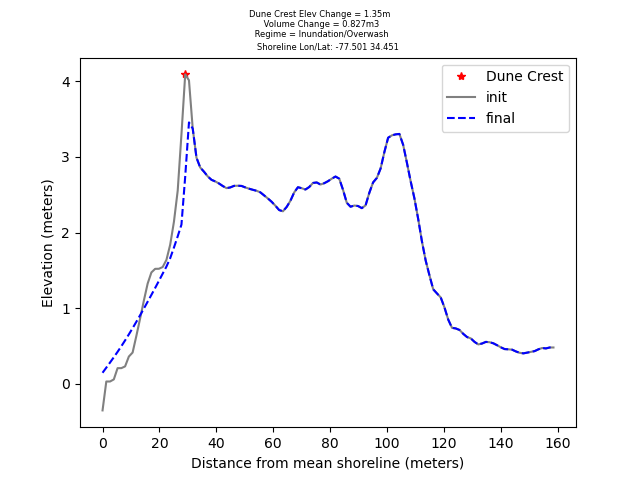 Dune Crest Elev Change = 1.35m
Volume Change = 0.827m3
Regime = Inundation/Overwash
Shoreline Lon/Lat: -77.501 34.451
Dune Crest
init
final
4
3
2
1
0
Elevation (meters)
0 20 40 60 80 100 120 140 160
Distance from mean shoreline (meters)